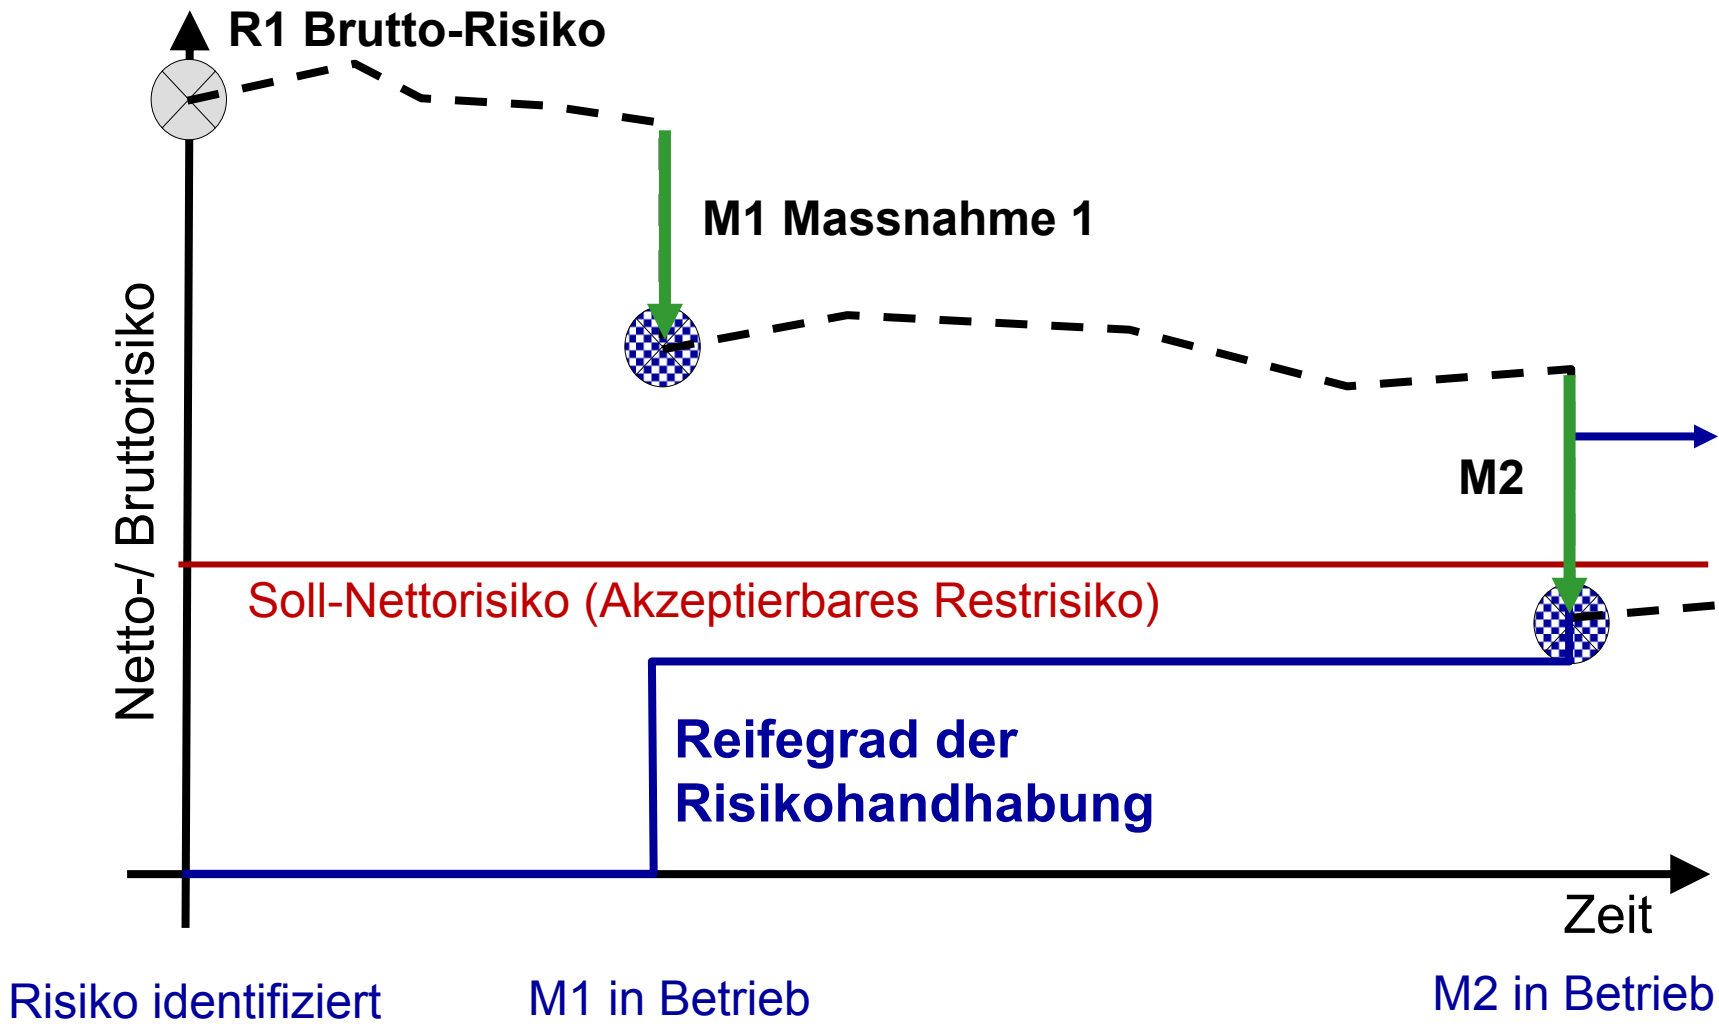 R1 Brutto-Risiko
M1 Massnahme 1
Netto-/ Bruttorisiko
M2
Soll-Nettorisiko (Akzeptierbares Restrisiko)
Reifegrad der
Risikohandhabung
Zeit
Risiko identifiziert
M1 in Betrieb
M2 in Betrieb